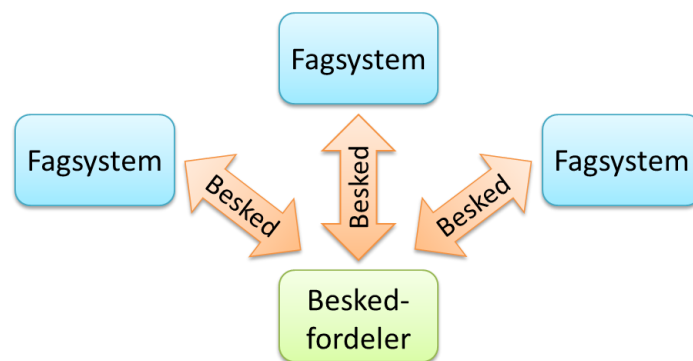 Fagsystem
Fagsystem
Fagsystem
Besked
Besked
Besked
Besked-
fordeler